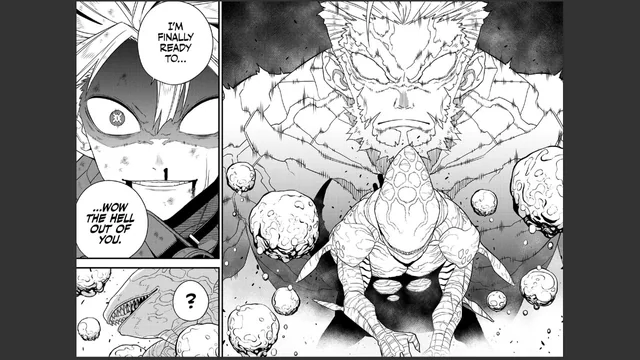 I'M
FINALLY
READY
TO...
...WOW
THE HELL
OUT OF
YOU.
?